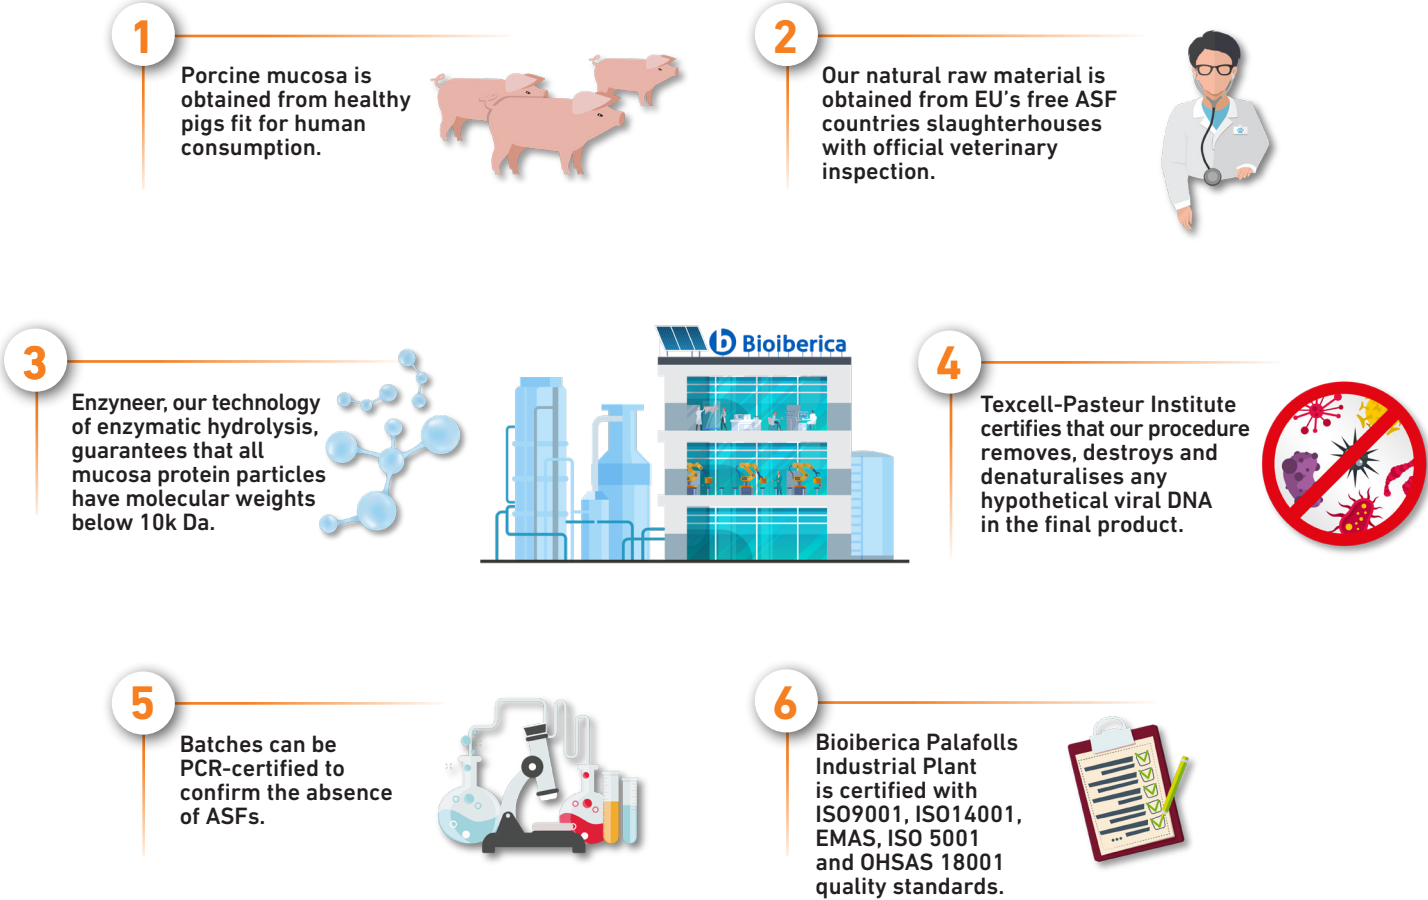 1
Porcine mucosa is
obtained from healthy
pigs fit for human
consumption.
2
Our natural raw material is
obtained from EU's free ASF
countries slaughterhouses
with official veterinary
inspection.
3
Enzyneer, our technology
of enzymatic hydrolysis,
guarantees that all
mucosa protein particles
have molecular weights
below 10k Da.
b Bioiberica
4
Texcell-Pasteur Institute
certifies that our procedure
removes, destroys and
denaturalises any
hypothetical viral DNA
in the final product.
5
Batches can be
PCR-certified to
confirm the absence
of ASFs.
6
Bioiberica Palafolls
Industrial Plant
is certified with
ISO9001, ISO14001,
EMAS, ISO 5001
and OHSAS 18001
quality standards.